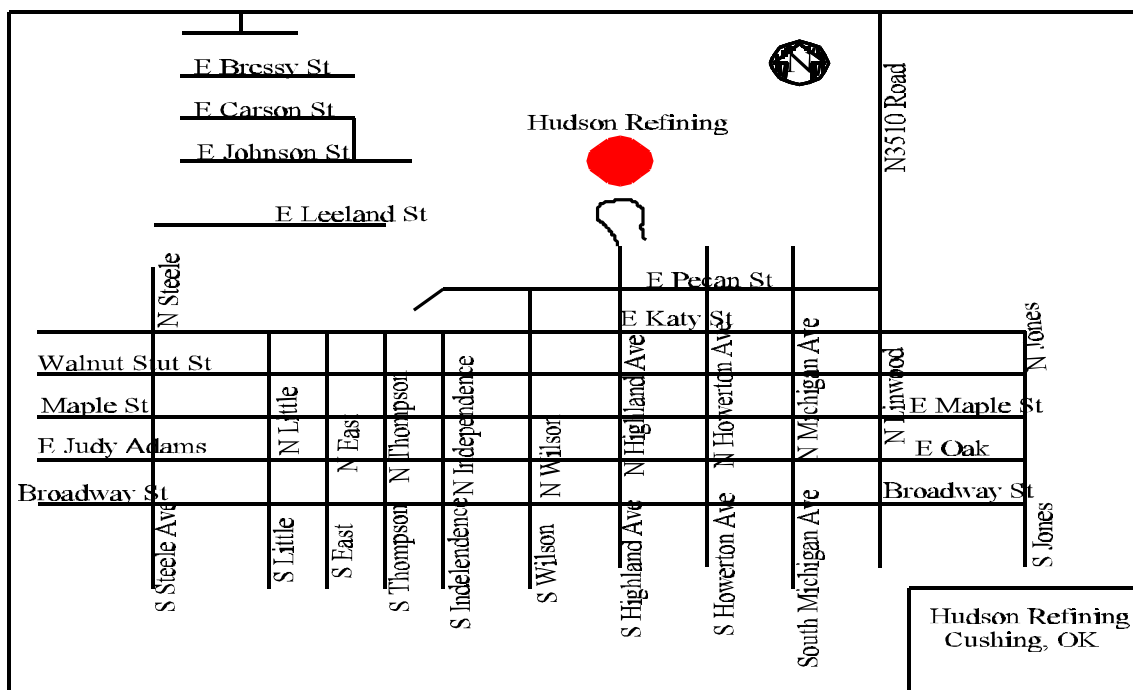 E Bressy St
N
E Carson St
N3510 Road
Hudson Refining
E Johnson St
E Leeland St
N Steele
E Pecan St
E Katy St
N Jones
Walnut Stut St
N Little
N East
N Thompson
N Independence
N Wilson
N Highland Ave
N Howerton Ave
N Michigan Ave
N Linwood
Maple St
E Maple St
E Judy Adams
E Oak
Broadway St
Broadway St
S Steele Ave
S Little
S East
S Thompson
S Indelendence
S Wilson
S Highland Ave
S Howerton Ave
South Michigan Ave
S Jones
Hudson Refining
Cushing, OK